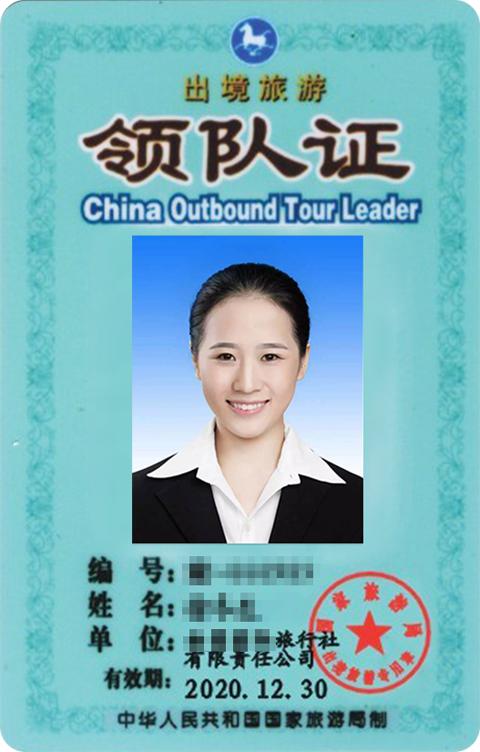 出境旅游
领队证
China Outbound Tour Leader
编 号:
姓 名:
单 位: 旅行社
有限责任公司
有效期: 2020.12.30
中华人民共和国国家旅游局制